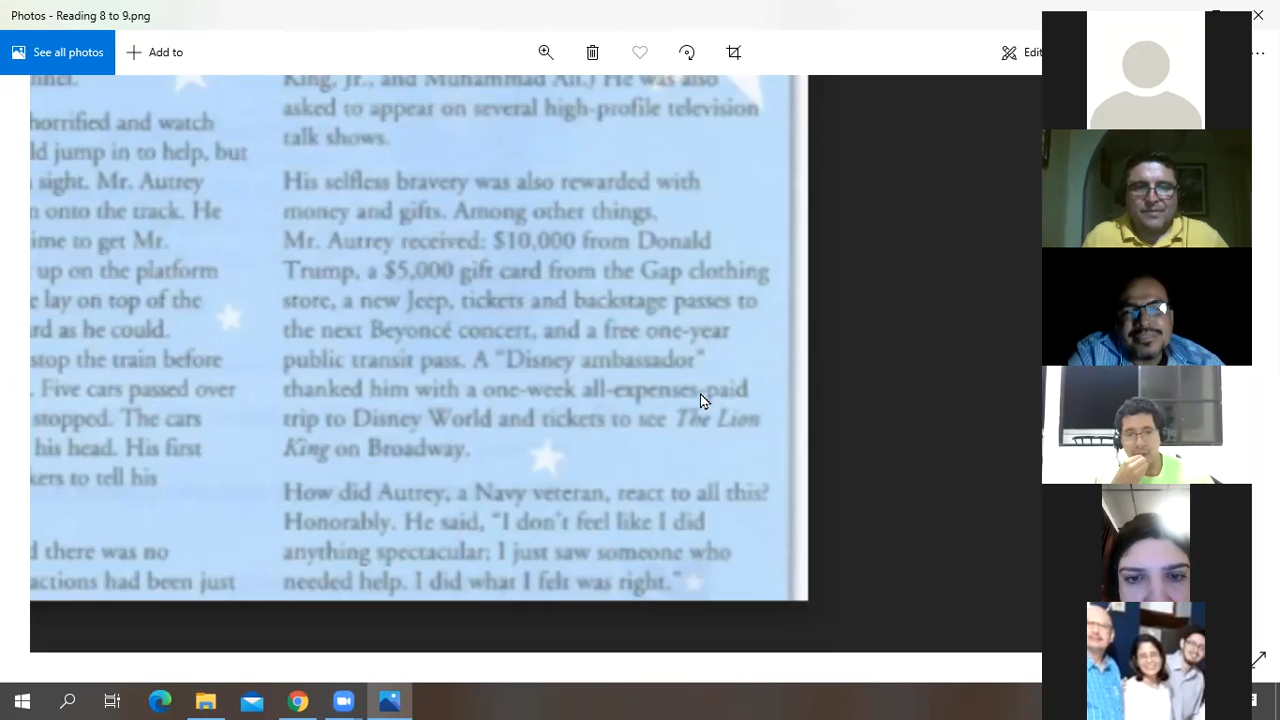 Photos - Reading 8 to 9.png
See all photos
Add to
Edit
King, Jr., and Muhammad Ali.) He was also
horrified and watch
asked to appear on several high-profile television
ld jump in to help, but
talk shows.
sight. Mr. Autrey
onto the track. He
ime to get Mr.
up on the platform
e lay on top of the
rd as he could.
stop the train before
. Five cars passed over
stopped. The cars
his head. His first
kers to tell his
d there was no
actions had been just
His selfless bravery was also rewarded with
money and gifts. Among other things,
Mr. Autrey received: $10,000 from Donald
Trump, a $5,000 gift card from the Gap clothing
store, a new Jeep, tickets and backstage passes to
the next Beyoncé concert, and a free one-year
public transit pass. A "Disney ambassador"
thanked him with a one-week all-expenses-paid
trip to Disney World and tickets to see The Lion
King on Broadway.
How did Autrey, a Navy veteran, react to all this?
Honorably. He said, "I don't feel like I did
anything spectacular; I just saw someone who
needed help. I did what I felt was right."